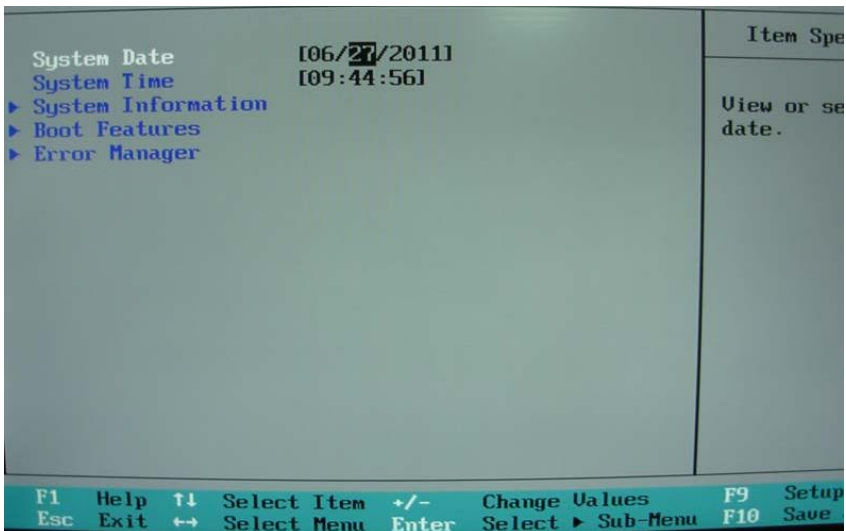 System Date [06/27/2011]
System Time [09:44:56]
▶ System Information
▶ Boot Features
▶ Error Manager
Item Spe
View or se
date.
F1 Help ↑↓ Select Item +/- Change Values F9 Setup
Esc Exit ↔ Select Menu Enter Select ▶ Sub-Menu F10 Save